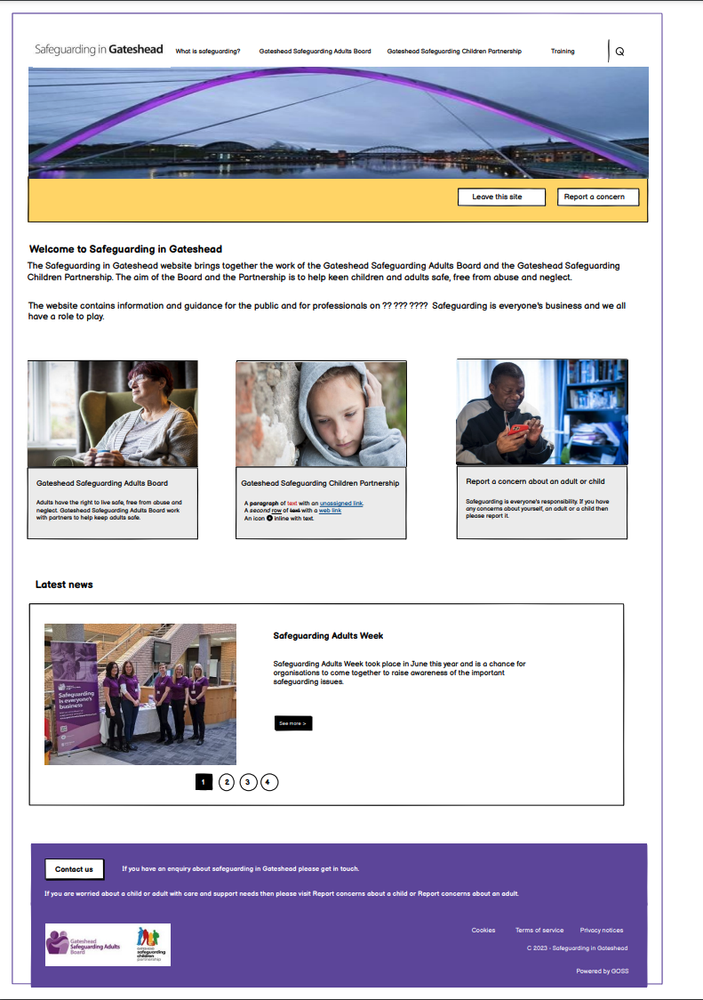 Safeguarding in Gateshead
What is safeguarding? Gateshead Safeguarding Adults Board Gateshead Safeguarding Children Partnership Training
Leave this site Report a concern
Welcome to Safeguarding in Gateshead
The Safeguarding in Gateshead website brings together the work of the Gateshead Safeguarding Adults Board and the Gateshead Safeguarding
Children Partnership. The aim of the Board and the Partnership is to help keen children and adults safe, free from abuse and neglect.
The website contains information and guidance for the public and for professionals on ?? ??? ???? Safeguarding is everyone's business and we all
have a role to play.
Gateshead Safeguarding Adults Board
Adults have the right to live safe, free from abuse and
neglect. Gateshead Safeguarding Adults Board work
with partners to help keep adults safe.
Gateshead Safeguarding Children Partnership
A paragraph of text with an unassigned link.
A second row of text with a web link
An icon inline with text.
Report a concern about an adult or child
Safeguarding is everyone's responsibility. If you have
any concerns about yourself, an adult or a child then
please report it.
Latest news
Safeguarding
is everyone's
business
Safeguarding Adults Week
Safeguarding Adults Week took place in June this year and is a chance for
organisations to come together to raise awareness of the important
safeguarding issues.
See more >
1 2 3 4
Contact us If you have an enquiry about safeguarding in Gateshead please get in touch.
If you are worried about a child or adult with care and support needs then please visit Report concerns about a child or Report concerns about an adult.
Gateshead
Safeguarding Adults
Board
GATESHEAD
safeguarding
children
partnership
Cookies Terms of service Privacy notices
C 2023 - Safeguarding in Gateshead
Powered by GOSS